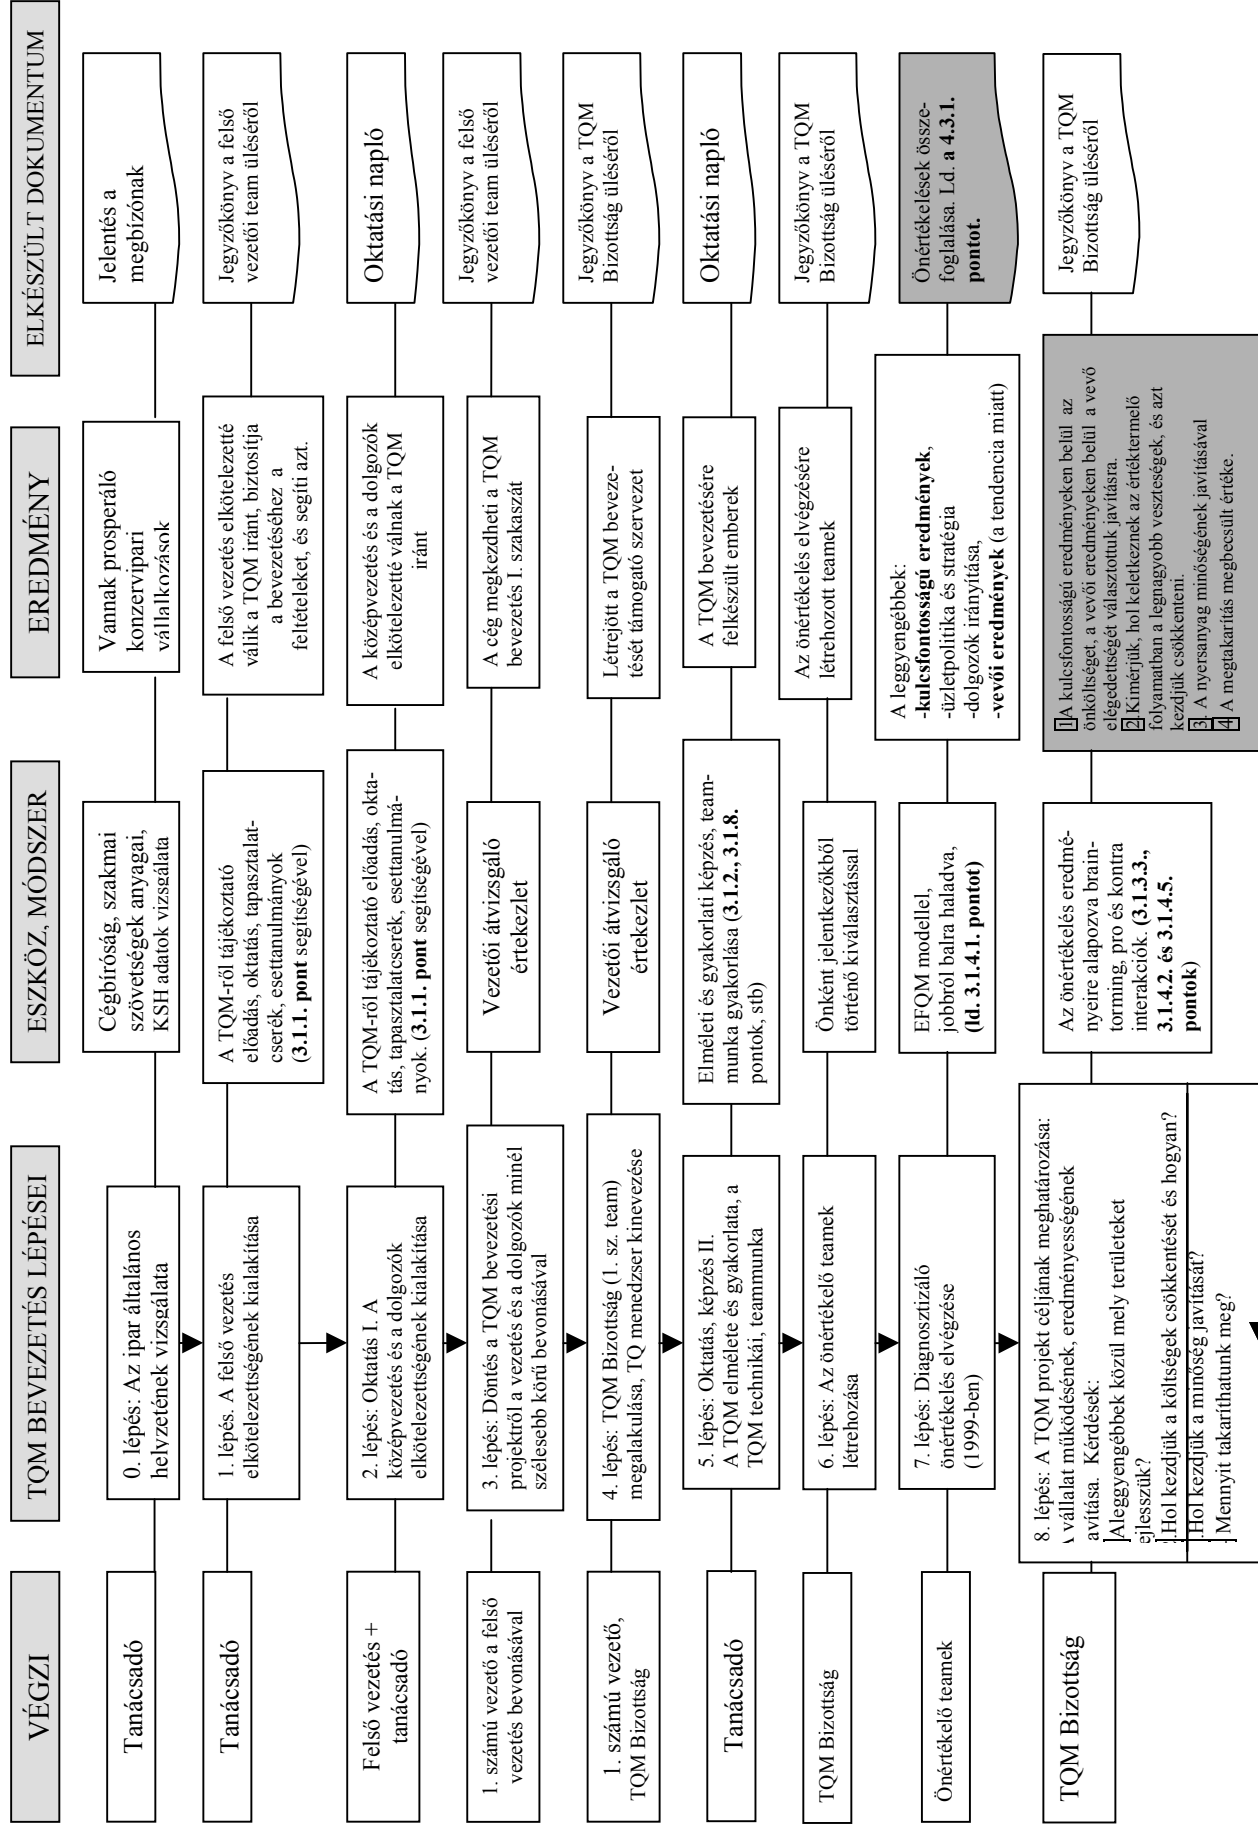 VÉGZI
TQM BEVEZETÉS LÉPÉSEI
ESZKÖZ, MÓDSZER
EREDMÉNY
ELKÉSZÜLT DOKUMENTUM
Tanácsadó
0. lépés: Az ipar általános
helyzetének vizsgálata
Cégbíróság, szakmai
szövetségek anyagai,
KSH adatok vizsgálata
Vannak prosperáló
konzervipari
vállalkozások
Jelentés a
megbízónak
Tanácsadó
1. lépés. A felső vezetés
elkötelezettségének kialakítása
A TQM-ről tájékoztató
előadás, oktatás, tapasztalat-
cserék, esettanulmányok
(3.1.1. pont segítségével)
A felső vezetés elkötelezetté
válik a TQM iránt, biztosítja
a bevezetéséhez a
feltételeket, és segíti azt.
Jegyzőkönyv a felső
vezetői team üléséről
Felső vezetés +
tanácsadó
2. lépés: Oktatás I. A
középvezetés és a dolgozók
elkötelezettségének kialakítása
A TQM-ről tájékoztató előadás, okta-
tás, tapasztalatcserék, esettanulmá-
nyok. (3.1.1. pont segítségével)
A középvezetés és a dolgozók
elkötelezetté válnak a TQM
iránt
Oktatási napló
1. számú vezető a felső
vezetés bevonásával
3. lépés: Döntés a TQM bevezetési
projektről a vezetés és a dolgozók minél
szélesebb körű bevonásával
Vezetői átvizsgáló
értekezlet
A cég megkezdheti a TQM
bevezetés I. szakaszát
Jegyzőkönyv a felső
vezetői team üléséről
1. számú vezető,
TQM Bizottság
4. lépés: TQM Bizottság (1. sz. team)
megalakulása, TQ menedzser kinevezése
Vezetői átvizsgáló
értekezlet
Létrejött a TQM beveze-
tését támogató szervezet
Jegyzőkönyv a TQM
Bizottság üléséről
Tanácsadó
5. lépés: Oktatás, képzés II.
A TQM elmélete és gyakorlata, a
TQM technikái, teammunka
Elméleti és gyakorlati képzés, team-
munka gyakorlása (3.1.2., 3.1.8.
pontok, stb)
A TQM bevezetésére
felkészült emberek
Oktatási napló
TQM Bizottság
6. lépés: Az önértékelő teamek
létrehozása
Önként jelentkezőkből
történő kiválasztással
Az önértékelés elvégzésére
létrehozott teamek
Jegyzőkönyv a TQM
Bizottság üléséről
Önértékelő teamek
7. lépés: Diagnosztizáló
önértékelés elvégzése
(1999-ben)
EFQM modellel,
jobbról balra haladva,
(ld. 3.1.4.1. pontot)
A leggyengébbek:
-kulcsfontosságú eredmények,
-üzletpolitika és stratégia
-dolgozók irányítása,
-vevői eredmények (a tendencia miatt)
Önértékelések össze-
foglalása. Ld. a 4.3.1.
pontot.
TQM Bizottság
8. lépés: A TQM projekt céljának meghatározása:
vállalat működésének, eredményességének
avítása. Kérdések:
Aleggyengébbek közül mely területeket
ejlesszük?
.Hol kezdjük a költségek csökkentését és hogyan?
.Hol kezdjük a minőség javítását?
Mennyit takaríthatunk meg?
Az önértékelés eredmé-
nyeire alapozva brain-
torming, pro és kontra
interakciók. (3.1.3.3.,
3.1.4.2. és 3.1.4.5.
pontok)
1A kulcsfontosságú eredményeken belül az
önköltséget, a vevői eredményeken belül a vevő
elégedettségét választottuk javításra.
2.Kimérjük, hol keletkeznek az értéktermelő
folyamatban a legnagyobb veszteségek, és azt
kezdjük csökkenteni.
3. A nyersanyag minőségének javításával
4. A megtakarítás megbecsült értéke.
Jegyzőkönyv a TQM
Bizottság üléséről